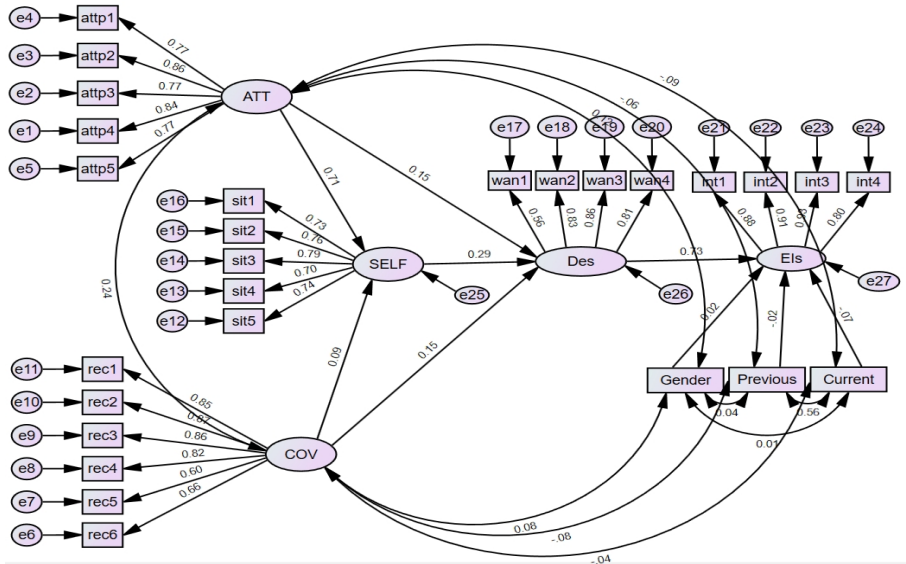 e4 attp1
e3 attp2
e2 attp3
e1 attp4
e5 attp5
0.77
0.86
0.77
0.84
0.77
ATT
-.09
-.06
e17 e18 e19 e20
wan1 wan2 wan3 wan4
0.56 0.83 0.86 0.81
e21 e22 e23 e24
int1 int2 int3 int4
0.88 0.91 0.80
0.71
0.15
e16 sit1
e15 sit2
e14 sit3
e13 sit4
e12 sit5
0.73
0.76
0.79
0.70
0.74
SELF
0.29
Des
0.73
EIs
e25
e26
e27
0.24
0.09
0.15
0.02
-.02
-.07
e11 rec1
e10 rec2
e9 rec3
e8 rec4
e7 rec5
e6 rec6
0.85
0.87
0.86
0.82
0.60
0.66
COV
Gender Previous Current
0.04 0.56
0.01
0.08
-.08
-.04